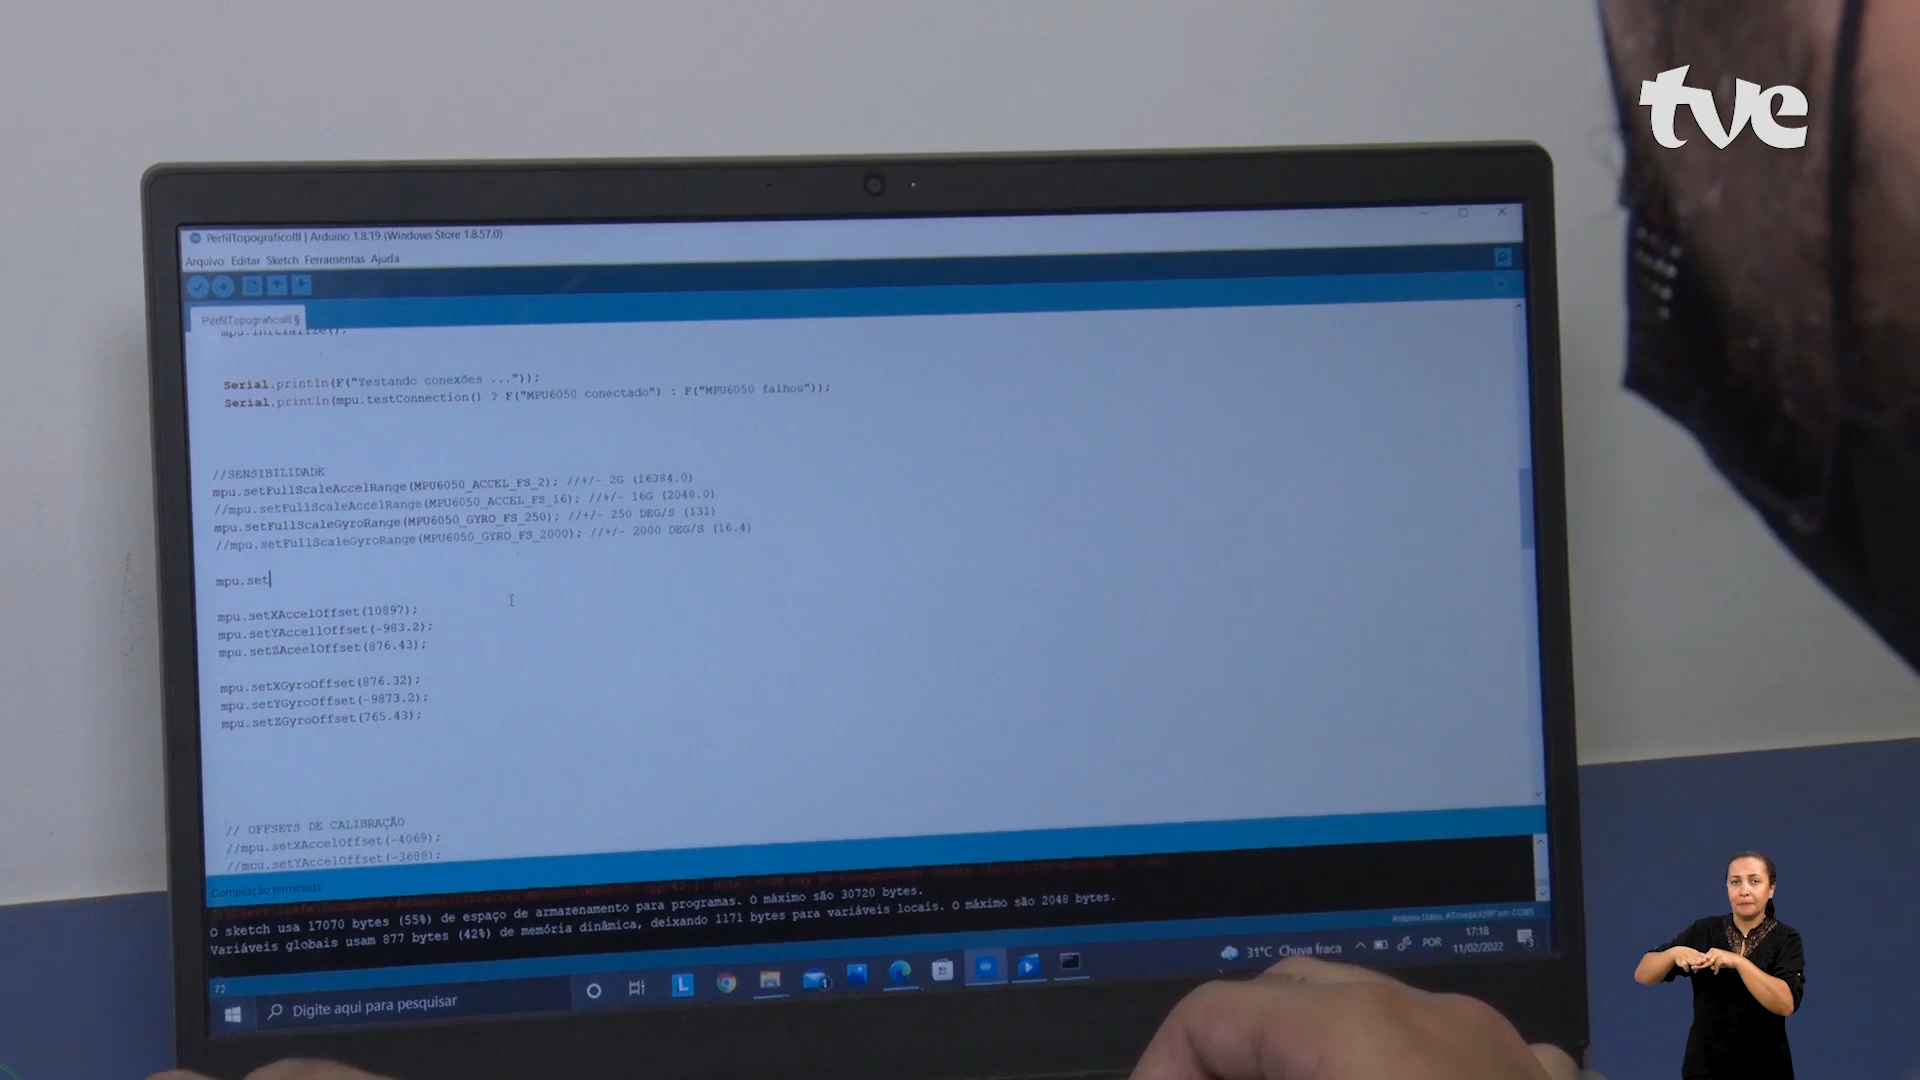 tve
PerfilTopograficoIII | Arduino 1.8.19 (Windows Store 1.8.57.0)
Arquivo Editar Sketch Ferramentas Ajuda
PerfilTopograficoIII §
mpu.initialize();
Serial.println(F("Testando conexões ..."));
Serial.println(mpu.testConnection() ? F("MPU6050 conectado") : F("MPU6050 falhou"));
//SENSIBILIDADE
mpu.setFullScaleAccelRange(MPU6050_ACCEL_FS_2); //+/- 2G (16384.0)
//mpu.setFullScaleAccelRange(MPU6050_ACCEL_FS_16); //+/- 16G (2048.0)
mpu.setFullScaleGyroRange(MPU6050_GYRO_FS_250); //+/- 250 DEG/S (131)
//mpu.setFullScaleGyroRange(MPU6050_GYRO_FS_2000); //+/- 2000 DEG/S (16.4)
mpu.set
mpu.setXAccelOffset(10897);
mpu.setYAccellOffset(-983.2);
mpu.setZAceelOffset(876.43);
mpu.setXGyroOffset(876.32);
mpu.setYGyroOffset(-9873.2);
mpu.setZGyroOffset(765.43);
// OFFSETS DE CALIBRAÇÃO
//mpu.setXAccelOffset(-4069);
//mpu.setYAccelOffset(-3688);
Compilação terminada
O sketch usa 17070 bytes (55%) de espaço de armazenamento para programas. O máximo são 30720 bytes.
Variáveis globais usam 877 bytes (42%) de memória dinâmica, deixando 1171 bytes para variáveis locais. O máximo são 2048 bytes.
72
Digite aqui para pesquisar
31°C Chuva fraca
POR
17:18
11/02/2022